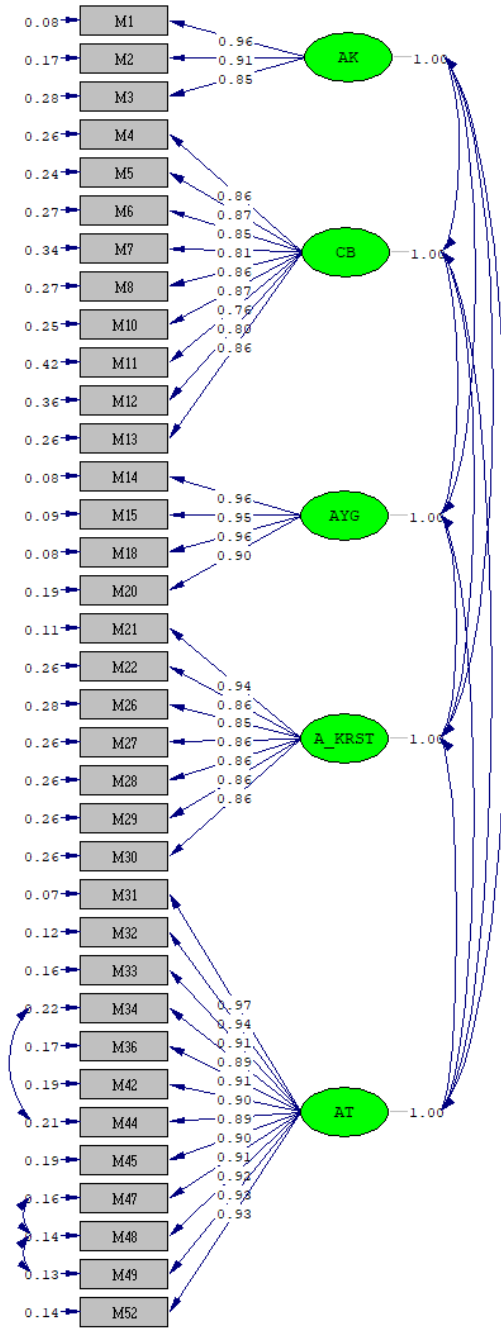 0.08 M1
0.96
0.17 M2 0.91 AK 1.00
0.85
0.28 M3
0.26 M4
0.24 M5
0.86
0.27 M6 0.87
0.85
0.34 M7 0.81 CB 1.00
0.86
0.27 M8 0.87
0.76
0.25 M10 0.80
0.86
0.42 M11
0.36 M12
0.26 M13
0.08 M14
0.96
0.09 M15 0.95 AYG 1.00
0.96
0.08 M18 0.90
0.19 M20
0.11 M21
0.26 M22 0.94
0.86
0.28 M26 0.85
0.26 M27 0.86 A_KRST 1.00
0.86
0.26 M28 0.86
0.86
0.26 M29
0.26 M30
0.07 M31
0.12 M32
0.16 M33
0.22 M34 0.97
0.94
0.17 M36 0.91
0.89
0.19 M42 0.91
0.90
0.21 M44 0.89 AT 1.00
0.90
0.19 M45 0.91
0.92
0.16 M47 0.93
0.93
0.14 M48
0.13 M49
0.14 M52